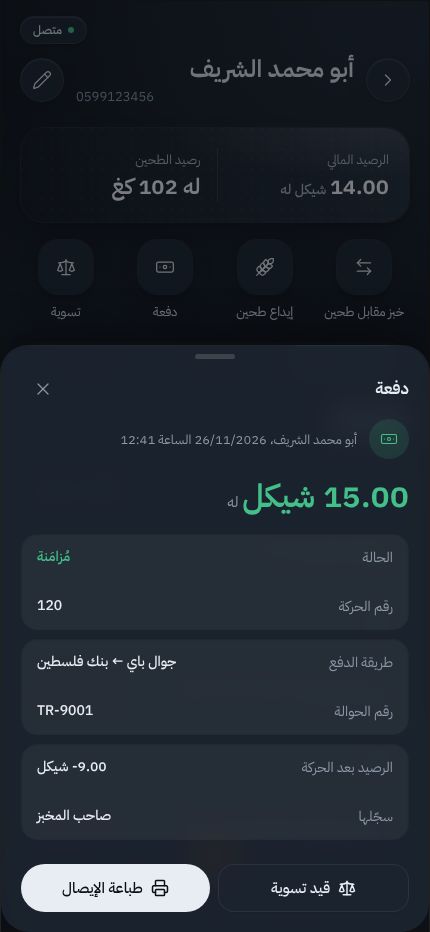 متصل
أبو محمد الشريف
0599123456
الرصيد المالي
14.00 شيكل له
رصيد الطحين
له 102 كغ
خبز مقابل طحين
إيداع طحين
دفعة
تسوية
دفعة
أبو محمد الشريف، 26/11/2026 الساعة 12:41
15.00 شيكل له
الحالة مُزامَنة
رقم الحركة 120
طريقة الدفع جوال باي ← بنك فلسطين
رقم الحوالة TR-9001
الرصيد بعد الحركة -9.00 شيكل
سجّلها صاحب المخبز
قيد تسوية
طباعة الإيصال